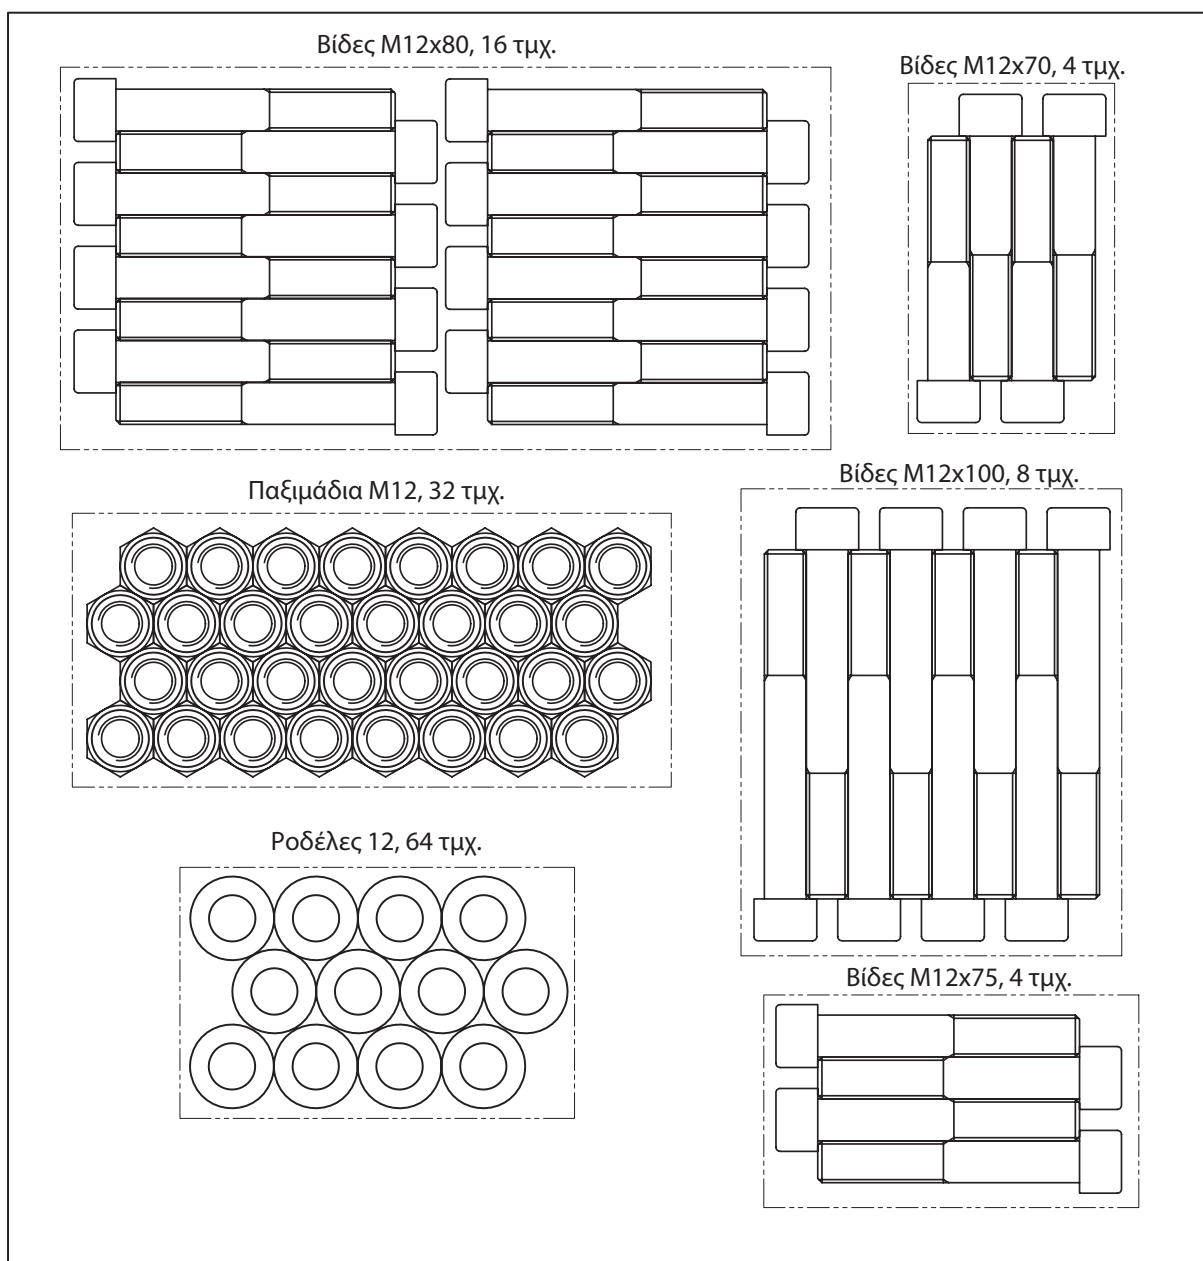 Βίδες M12x80, 16 τμχ.
Βίδες M12x70, 4 τμχ.
Παξιμάδια M12, 32 τμχ.
Βίδες M12x100, 8 τμχ.
Ροδέλες 12, 64 τμχ.
Βίδες M12x75, 4 τμχ.